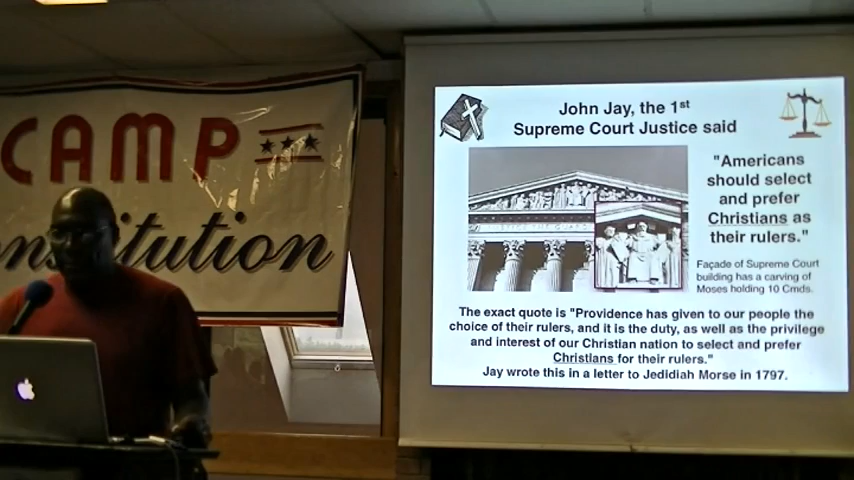 CAMP
nstitution
John Jay, the 1st
Supreme Court Justice said
"Americans
should select
and prefer
Christians as
their rulers."
Façade of Supreme Court
building has a carving of
Moses holding 10 Cmds.
The exact quote is "Providence has given to our people the
choice of their rulers, and it is the duty, as well as the privilege
and interest of our Christian nation to select and prefer
Christians for their rulers."
Jay wrote this in a letter to Jedidiah Morse in 1797.